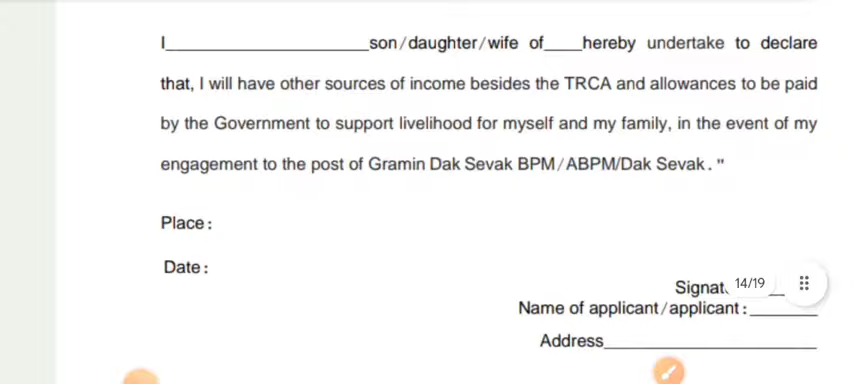 I______________________son/daughter/wife of____hereby undertake to declare
that, I will have other sources of income besides the TRCA and allowances to be paid
by the Government to support livelihood for myself and my family, in the event of my
engagement to the post of Gramin Dak Sevak BPM/ABPM/Dak Sevak. "
Place:
Date:
14/19
Name of applicant/applicant:_______
Address______________________